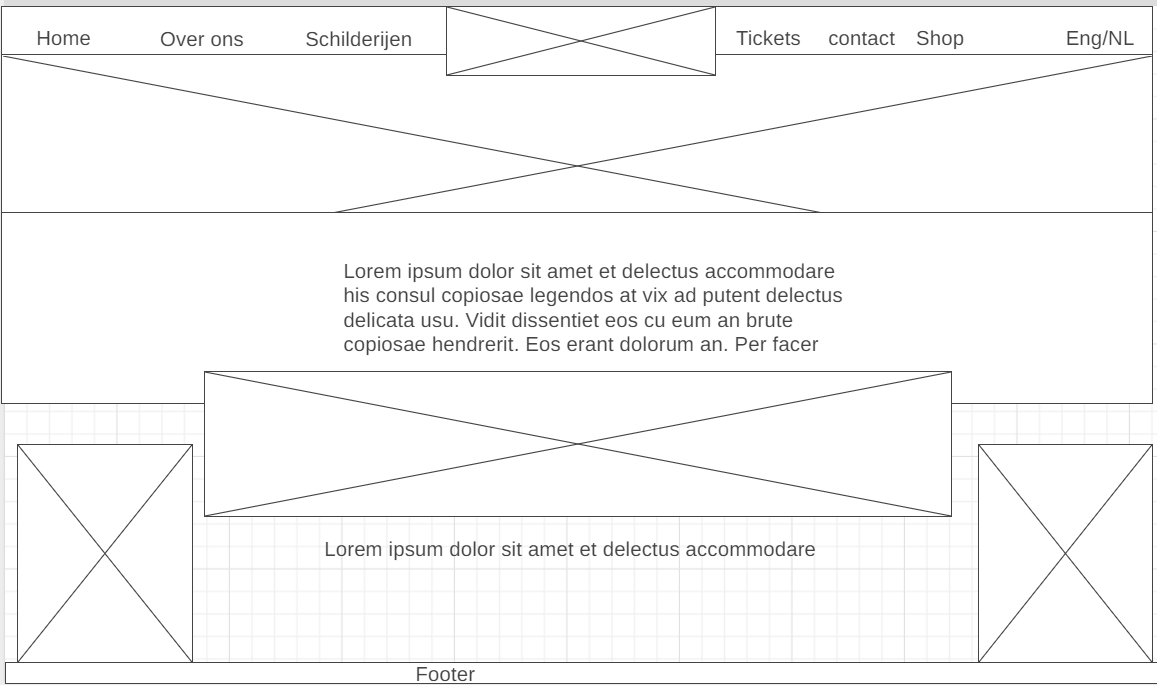 Home Over ons Schilderijen Tickets contact Shop Eng/NL
Lorem ipsum dolor sit amet et delectus accommodare
his consul copiosae legendos at vix ad putent delectus
delicata usu. Vidit dissentiet eos cu eum an brute
copiosae hendrerit. Eos erant dolorum an. Per facer
Lorem ipsum dolor sit amet et delectus accommodare
Footer